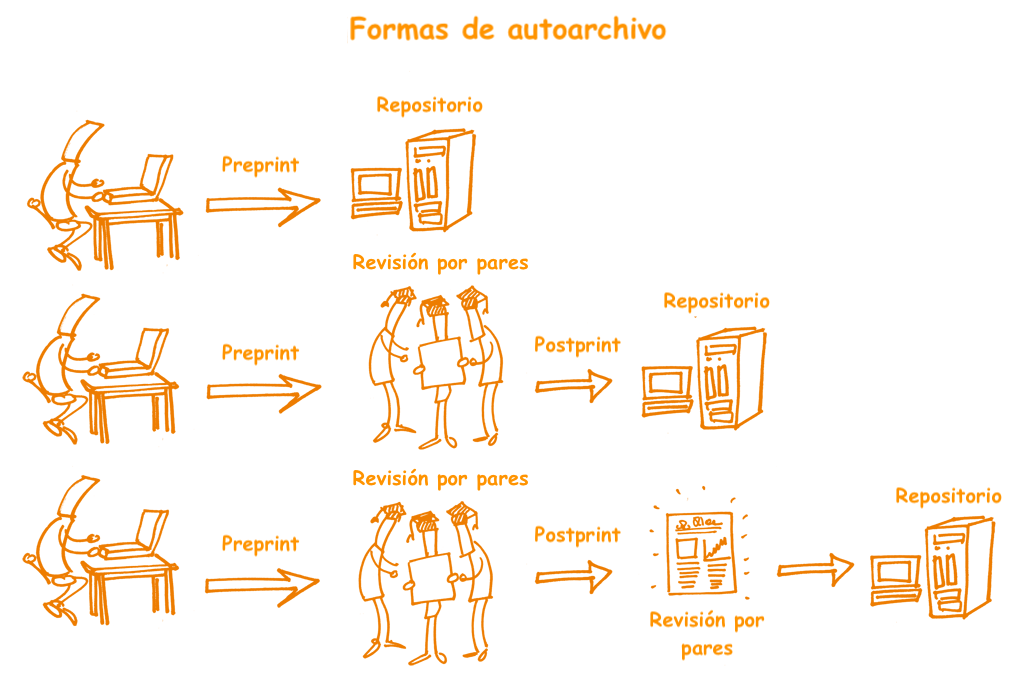 Formas de autoarchivo
Repositorio
Preprint
Revisión por pares
Repositorio
Preprint
Postprint
Revisión por pares
Repositorio
Preprint
Postprint
Revisión por
pares